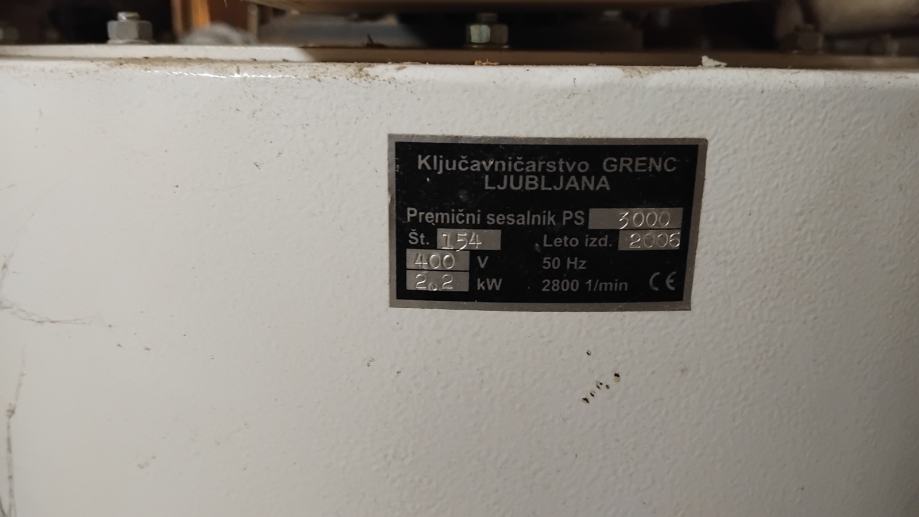 Ključavničarstvo GRENC
LJUBLJANA
Premični sesalnik PS 3000
Št. 154 Leto izd. 2006
400 V 50 Hz
2.2 kW 2800 1/min CE